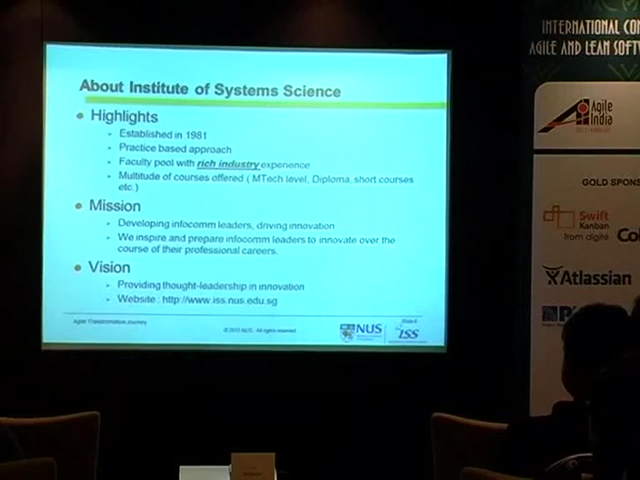 About Institute of Systems Science
Highlights
Established in 1981
Practice based approach
Faculty pool with rich industry experience
Multitude of courses offered ( MTech level, Diploma, short courses
etc.)
Mission
Developing infocomm leaders, driving innovation
We inspire and prepare infocomm leaders to innovate over the
course of their professional careers.
Vision
Providing thought-leadership in innovation
Website : http://www.iss.nus.edu.sg
Agile Transformation Journey
© 2013 NUS. All rights reserved.
NUS
ISS
INTERNATIONAL CON
AGILE AND LEAN SOFT
Agile
India
GOLD SPONS
Swift
Kanban
from digite
Col
Atlassian